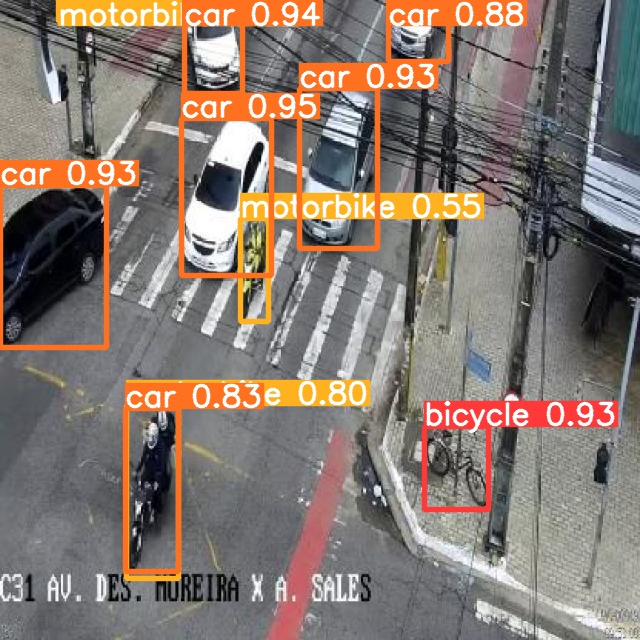 motorbi
car 0.94
car 0.88
car 0.93
car 0.95
car 0.93
motorbike 0.55
car 0.83
e 0.80
bicycle 0.93
C31 AV. DES. MOREIRA X A. SALES